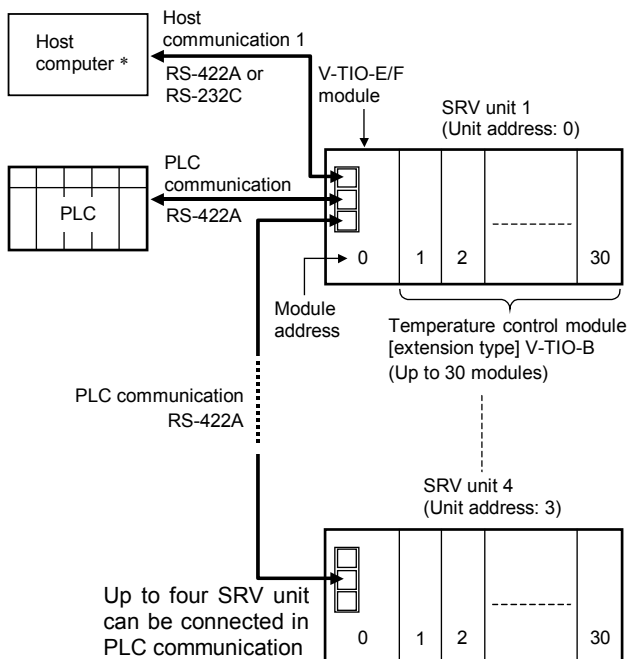 Host
computer *
Host
communication 1
RS-422A or
RS-232C
V-TIO-E/F
module
SRV unit 1
(Unit address: 0)
PLC
PLC
communication
RS-422A
0
1
2
30
Module
address
Temperature control module
[extension type] V-TIO-B
(Up to 30 modules)
PLC communication
RS-422A
SRV unit 4
(Unit address: 3)
Up to four SRV unit
can be connected in
PLC communication
0
1
2
30